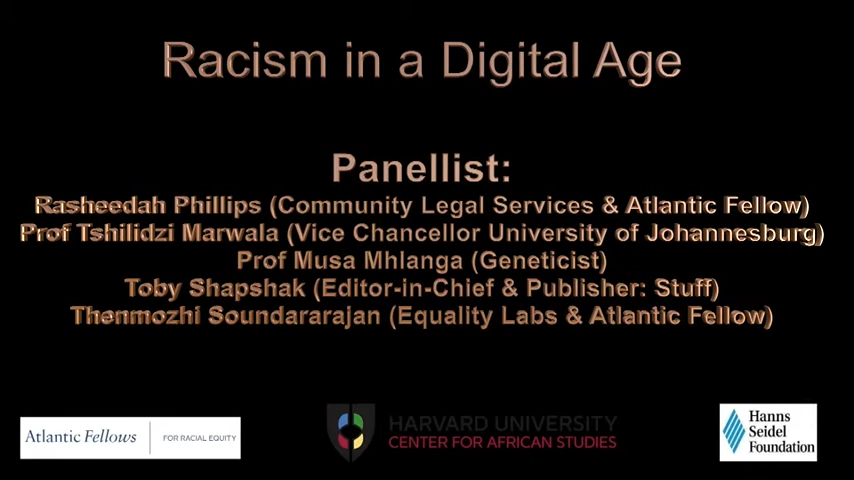 Racism in a Digital Age
Panellist:
Rasheedah Phillips (Community Legal Services & Atlantic Fellow)
Prof Tshilidzi Marwala (Vice Chancellor University of Johannesburg)
Prof Musa Mhlanga (Geneticist)
Toby Shapshak (Editor-in-Chief & Publisher: Stuff)
Thenmozhi Soundararajan (Equality Labs & Atlantic Fellow)
Atlantic Fellows | FOR RACIAL EQUITY
HARVARD UNIVERSITY
CENTER FOR AFRICAN STUDIES
Hanns
Seidel
Foundation